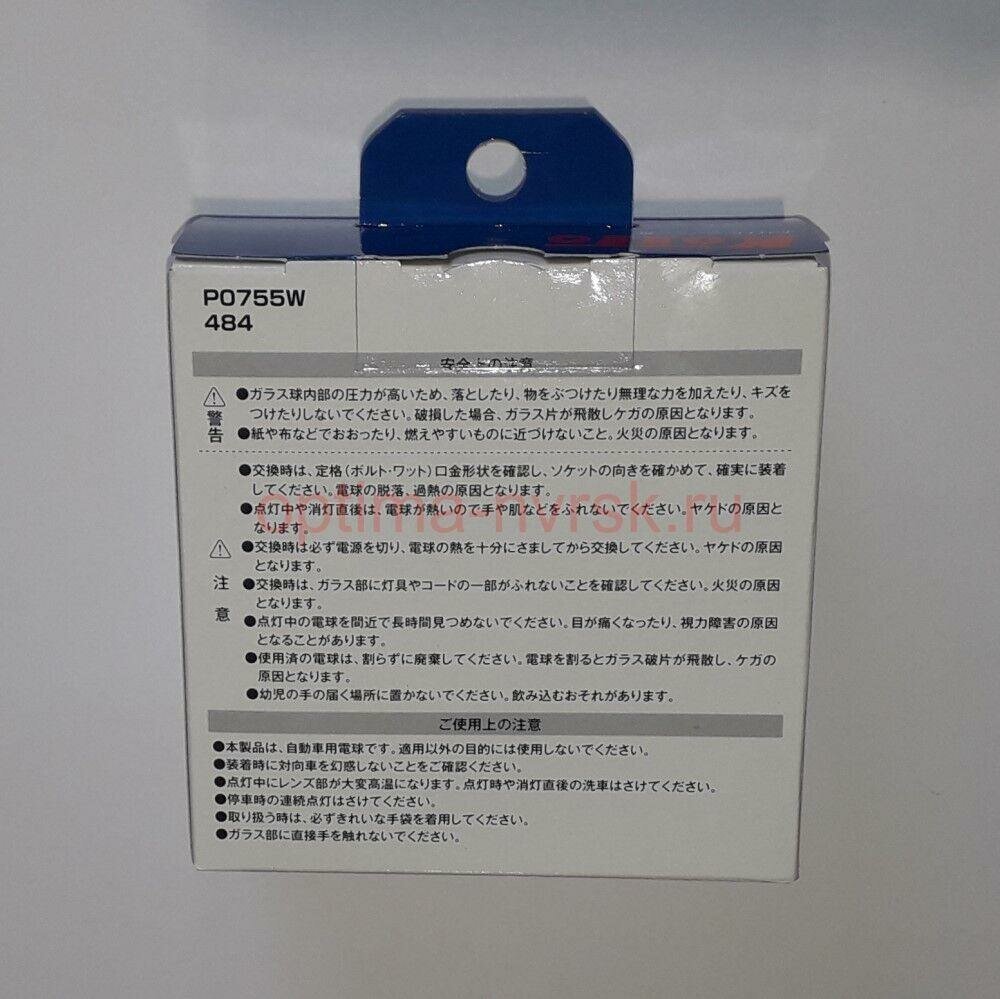 P0755W
484
安全上の注意
⚠ ●ガラス球内部の圧力が高いため、落としたり、物をぶつけたり無理な力を加えたり、キズを
警告 つけたりしないでください。破損した場合、ガラス片が飛散しケガの原因となります。
●紙や布などでおおったり、燃えやすいものに近づけないこと。火災の原因となります。
●交換時は、定格(ボルト・ワット)口金形状を確認し、ソケットの向きを確かめて、確実に装着
してください。電球の脱落、過熱の原因となります。
●点灯中や消灯直後は、電球が熱いので手や肌などをふれないでください。ヤケドの原因と
なります。
optima-nvrsk.ru
⚠ ●交換時は必ず電源を切り、電球の熱を十分にさましてから交換してください。ヤケドの原因
となります。
注意 ●交換時は、ガラス部に灯具やコードの一部がふれないことを確認してください。火災の原因
となります。
●点灯中の電球を間近で長時間見つめないでください。目が痛くなったり、視力障害の原因
となることがあります。
●使用済の電球は、割らずに廃棄してください。電球を割るとガラス破片が飛散し、ケガの
原因となります。
●幼児の手の届く場所に置かないでください。飲み込むおそれがあります。
ご使用上の注意
●本製品は、自動車用電球です。適用以外の目的には使用しないでください。
●装着時に対向車を幻惑しないことをご確認ください。
●点灯中にレンズ部が大変高温になります。点灯時や消灯直後の洗車はさけてください。
●停車時の連続点灯はさけてください。
●取り扱う時は、必ずきれいな手袋を着用してください。
●ガラス部に直接手を触れないでください。